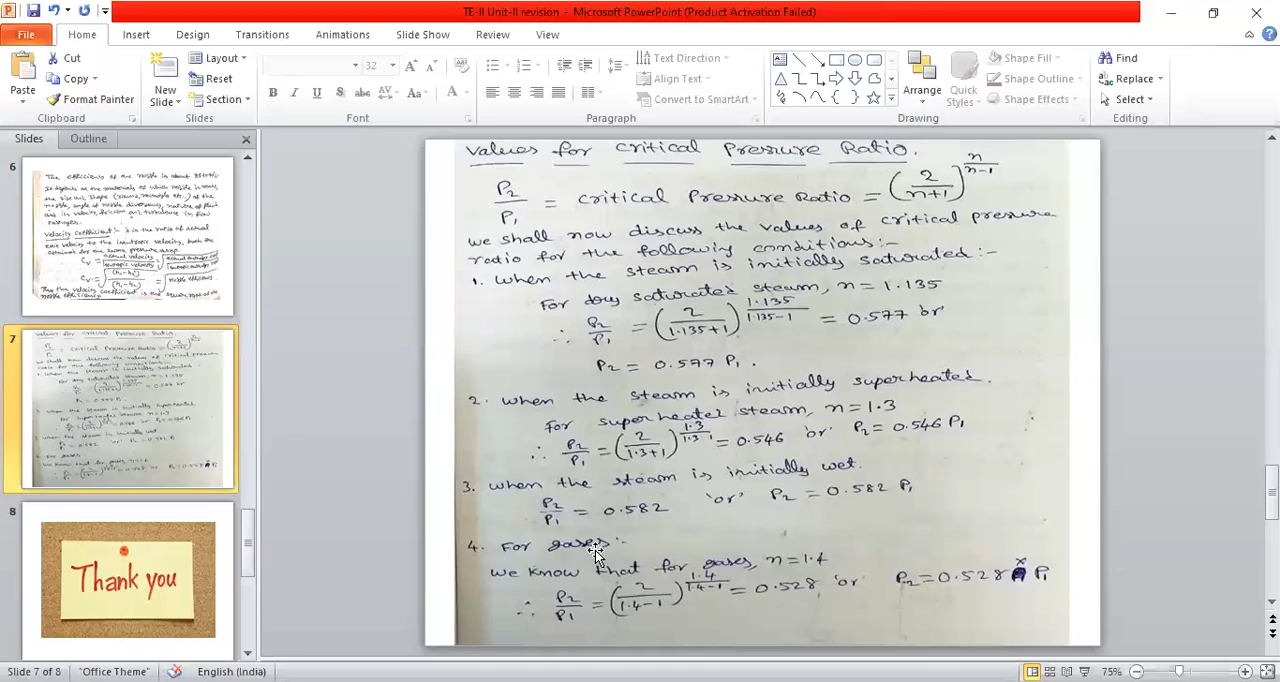 TE-II Unit-II revision - Microsoft PowerPoint (Product Activation Failed)
File Home Insert Design Transitions Animations Slide Show Review View
Cut
Copy
Format Painter
Paste
Clipboard
New Slide
Layout
Reset
Section
Slides
32
B I U S abc AV Aa A
Font
Text Direction
Align Text
Convert to SmartArt
Paragraph
Arrange
Quick Styles
Shape Fill
Shape Outline
Shape Effects
Drawing
Find
Replace
Select
Editing
Slides Outline
6
7
8
Thank you
Values for Critical Pressure Ratio.
P2/P1 = critical Pressure Ratio = (2/(n+1))^(n/(n-1))
we shall now discuss the values of critical pressure
ratio for the following conditions:-
1. When the steam is initially saturated:-
For dry saturated steam, n = 1.135
∴ P2/P1 = (2/(1.135+1))^(1.135/(1.135-1)) = 0.577 'or'
P2 = 0.577 P1.
2. When the steam is initially superheated.
For superheated steam, n = 1.3
∴ P2/P1 = (2/(1.3+1))^(1.3/(1.3-1)) = 0.546 'or' P2 = 0.546 P1
3. When the steam is initially wet.
P2/P1 = 0.582 'or' P2 = 0.582 P1
4. For gases:-
We know that for gases, n = 1.4
∴ P2/P1 = (2/(1.4-1))^(1.4/(1.4-1)) = 0.528 'or' P2 = 0.528 × P1
Slide 7 of 8 "Office Theme" English (India) 75%